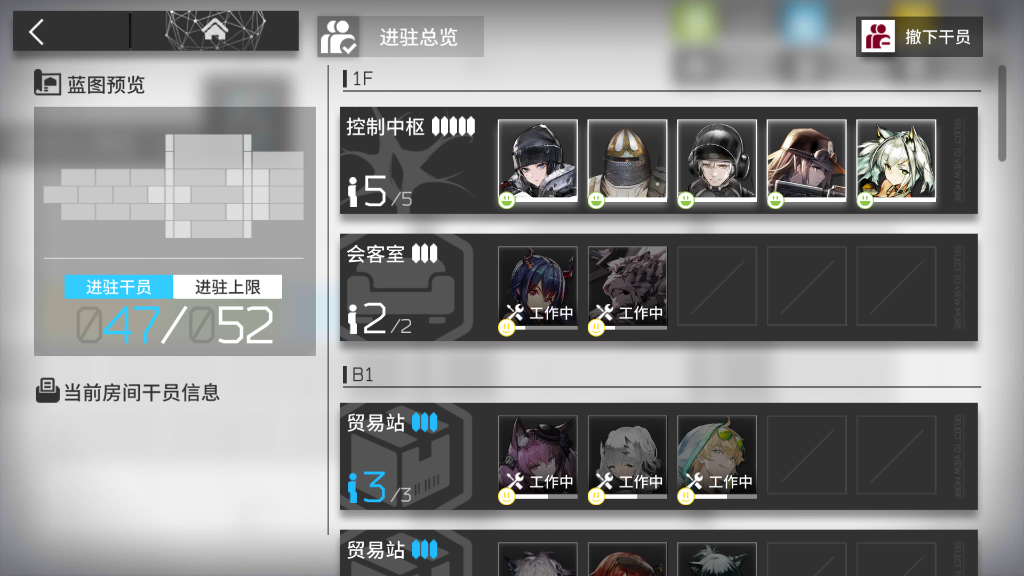 进驻总览
撤下干员
蓝图预览
进驻干员
进驻上限
047/052
当前房间干员信息
1F
控制中枢
5/5
会客室
2/2
工作中
工作中
B1
贸易站
3/3
工作中
工作中
工作中
贸易站